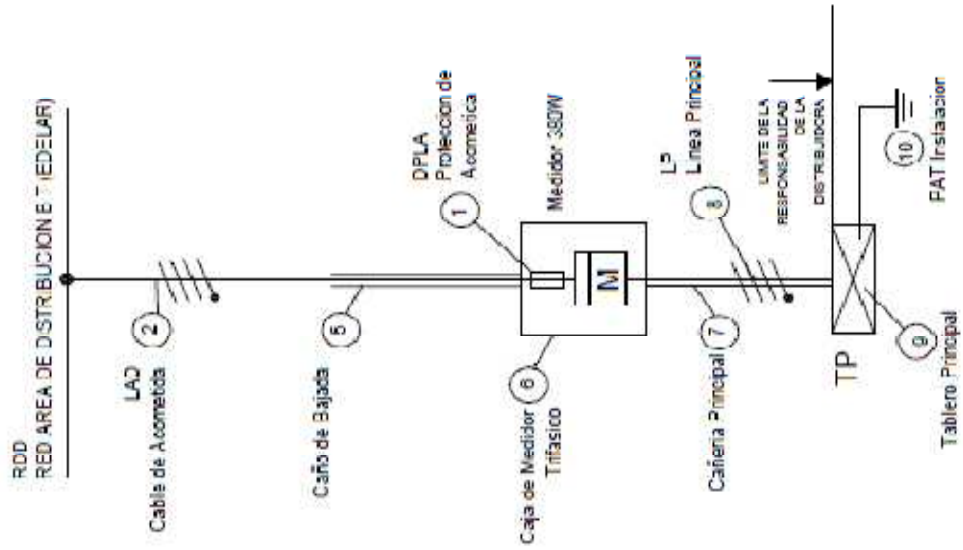 RDD
RED AREA DE DISTRIBUCION B T (EDELAR)
LAD
Cable de Acometida
2
Caño de Bajada
5
DPLA
Proteccion de
Acometica
1
Medidor 380W
Caja de Medidor
Trifasico
6
M
Cañeria Principal
7
LP
Linea Principal
8
LIMITE DE LA
RESPONSABILIDAD
DE LA
DISTRIBUIDORA
TP
9
Tablero Principal
10
PAT Instalacion